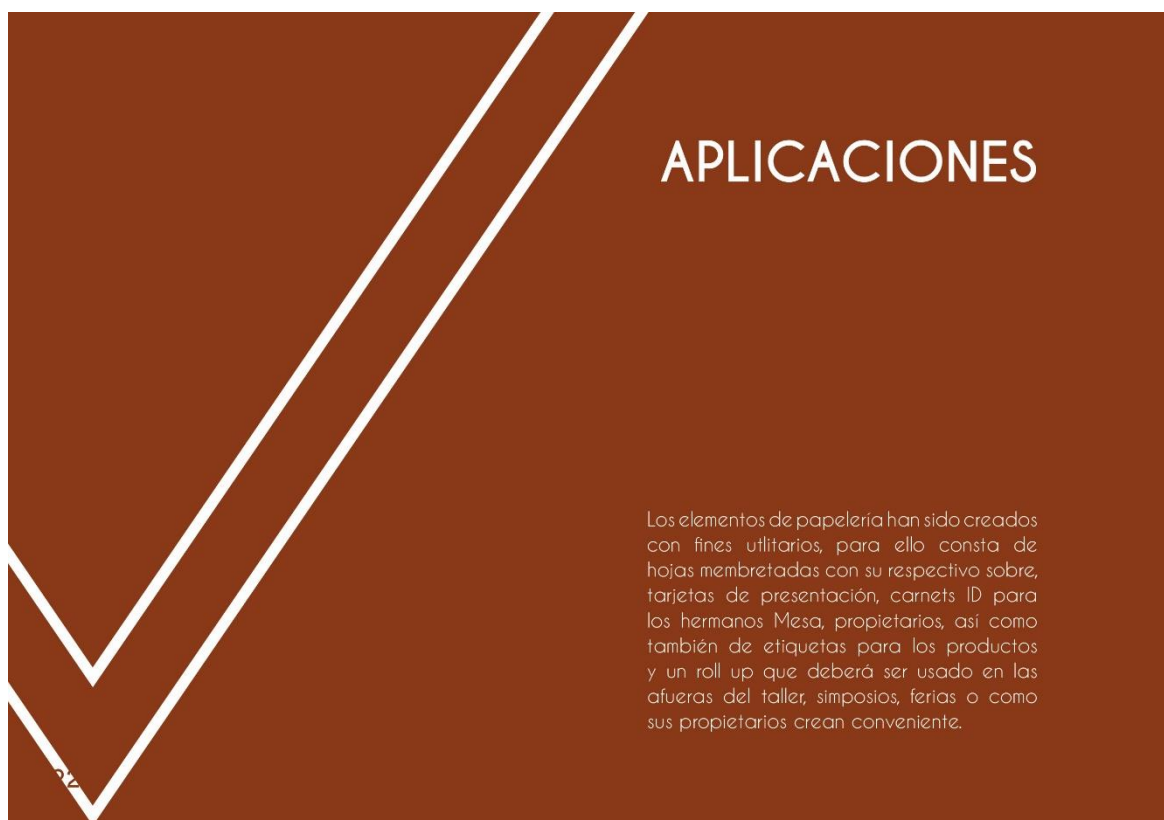 APLICACIONES
Los elementos de papelería han sido creados
con fines utlitarios, para ello consta de
hojas membretadas con su respectivo sobre,
tarjetas de presentación, carnets ID para
los hermanos Mesa, propietarios, así como
también de etiquetas para los productos
y un roll up que deberá ser usado en las
afueras del taller, simposios, ferias o como
sus propietarios crean conveniente.